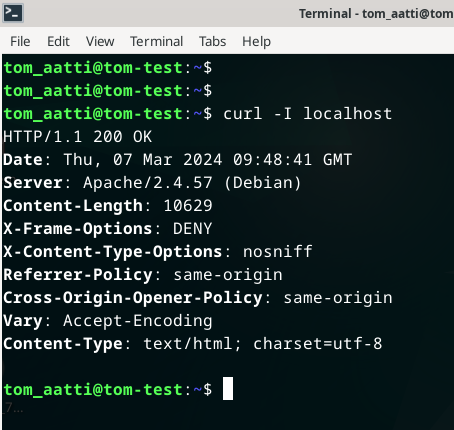 Terminal - tom_aatti@tom
File Edit View Terminal Tabs Help
tom_aatti@tom-test:~$
tom_aatti@tom-test:~$
tom_aatti@tom-test:~$ curl -I localhost
HTTP/1.1 200 OK
Date: Thu, 07 Mar 2024 09:48:41 GMT
Server: Apache/2.4.57 (Debian)
Content-Length: 10629
X-Frame-Options: DENY
X-Content-Type-Options: nosniff
Referrer-Policy: same-origin
Cross-Origin-Opener-Policy: same-origin
Vary: Accept-Encoding
Content-Type: text/html; charset=utf-8
tom_aatti@tom-test:~$
_7...